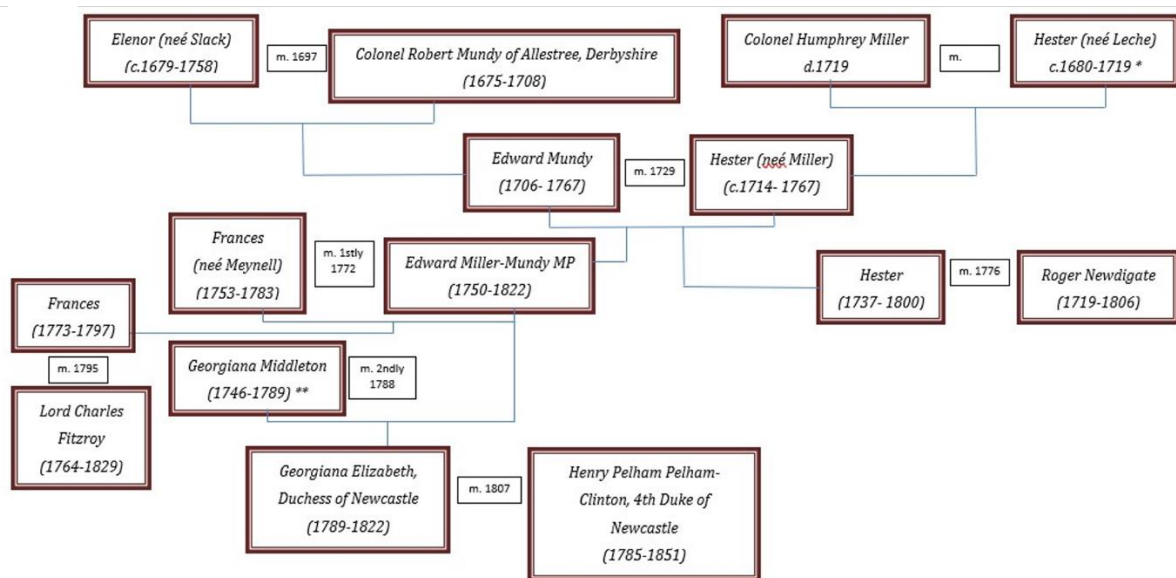 Elenor (neé Slack)
(c.1679-1758)
m. 1697
Colonel Robert Mundy of Allestree, Derbyshire
(1675-1708)
Colonel Humphrey Miller
d.1719
m.
Hester (neé Leche)
c.1680-1719 *
Edward Mundy
(1706- 1767)
m. 1729
Hester (neé Miller)
(c.1714- 1767)
Frances
(neé Meynell)
(1753-1783)
m. 1stly
1772
Edward Miller-Mundy MP
(1750-1822)
Hester
(1737- 1800)
m. 1776
Roger Newdigate
(1719-1806)
Frances
(1773-1797)
m. 1795
Lord Charles
Fitzroy
(1764-1829)
Georgiana Middleton
(1746-1789) **
m. 2ndly
1788
Georgiana Elizabeth,
Duchess of Newcastle
(1789-1822)
m. 1807
Henry Pelham Pelham-
Clinton, 4th Duke of
Newcastle
(1785-1851)